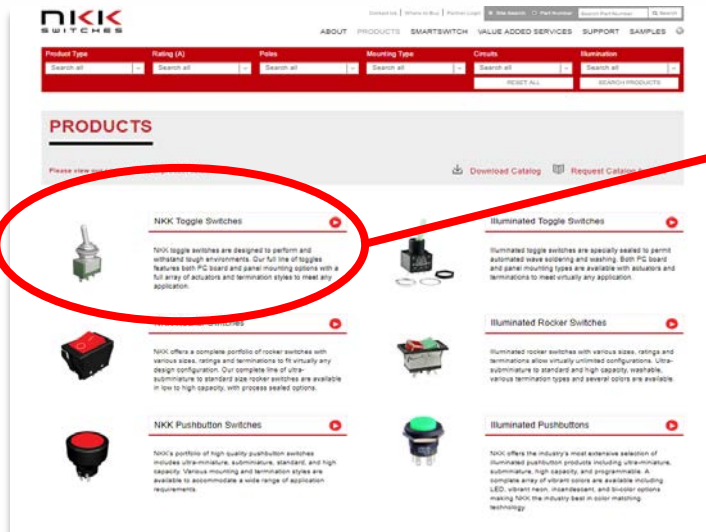 NKK
SWITCHES
Contact Us | Where to Buy | Partner Login Site Search Part Number Search Part Number Search
ABOUT PRODUCTS SMARTSWITCH VALUE ADDED SERVICES SUPPORT SAMPLES
Product Type Rating (A) Poles Mounting Type Circuits Illumination
Search all Search all Search all Search all Search all Search all
RESET ALL SEARCH PRODUCTS
PRODUCTS
Please view our
Download Catalog Request Catalog
NKK Toggle Switches
NKK toggle switches are designed to perform and
withstand tough environments. Our full line of toggles
features both PC board and panel mounting options with a
full array of actuators and termination styles to meet any
application.
Illuminated Toggle Switches
Illuminated toggle switches are specially sealed to permit
automated wave soldering and washing. Both PC board
and panel mounting types are available with actuators and
terminations to meet virtually any application.
Switches
NKK offers a complete portfolio of rocker switches with
various sizes, ratings and terminations to fit virtually any
design configuration. Our complete line of ultra-
subminiature to standard size rocker switches are available
in low to high capacity, with process sealed options.
Illuminated Rocker Switches
Illuminated rocker switches with various sizes, ratings and
terminations allow virtually unlimited configurations. Ultra-
subminiature to standard and high capacity, washable,
various termination types and several colors are available.
NKK Pushbutton Switches
NKK's portfolio of high quality pushbutton switches
includes ultra-miniature, subminiature, standard, and high
capacity. Various mounting and termination styles are
available to accommodate a wide range of application
requirements.
Illuminated Pushbuttons
NKK offers the industry's most extensive selection of
illuminated pushbutton products including ultra-miniature,
subminiature, high capacity, and programmable. A
complete array of vibrant colors are available including
LED, vibrant neon, incandescent, and bi-color options
making NKK the industry best in color matching
technology